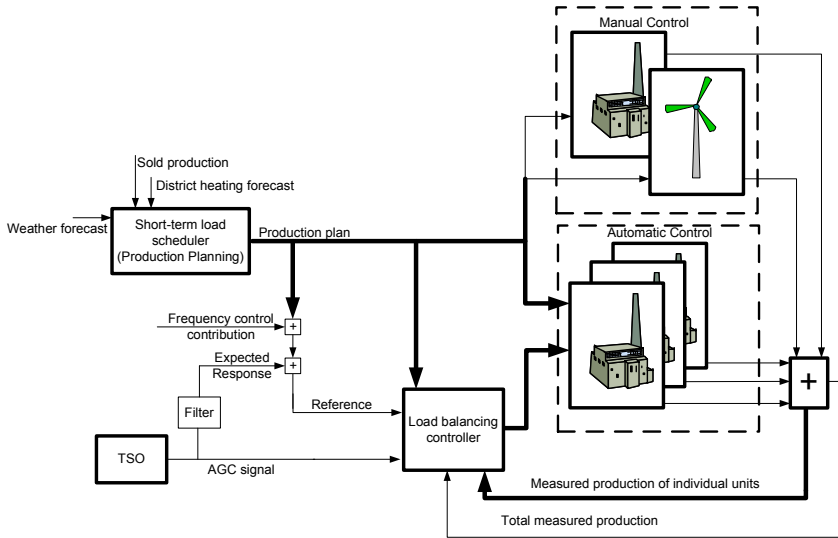 Manual Control
Sold production
District heating forecast
Weather forecast
Short-term load
scheduler
(Production Planning)
Production plan
Automatic Control
Frequency control
contribution
+
Expected
Response
+
Filter
Reference
Load balancing
controller
+
TSO
AGC signal
Measured production of individual units
Total measured production